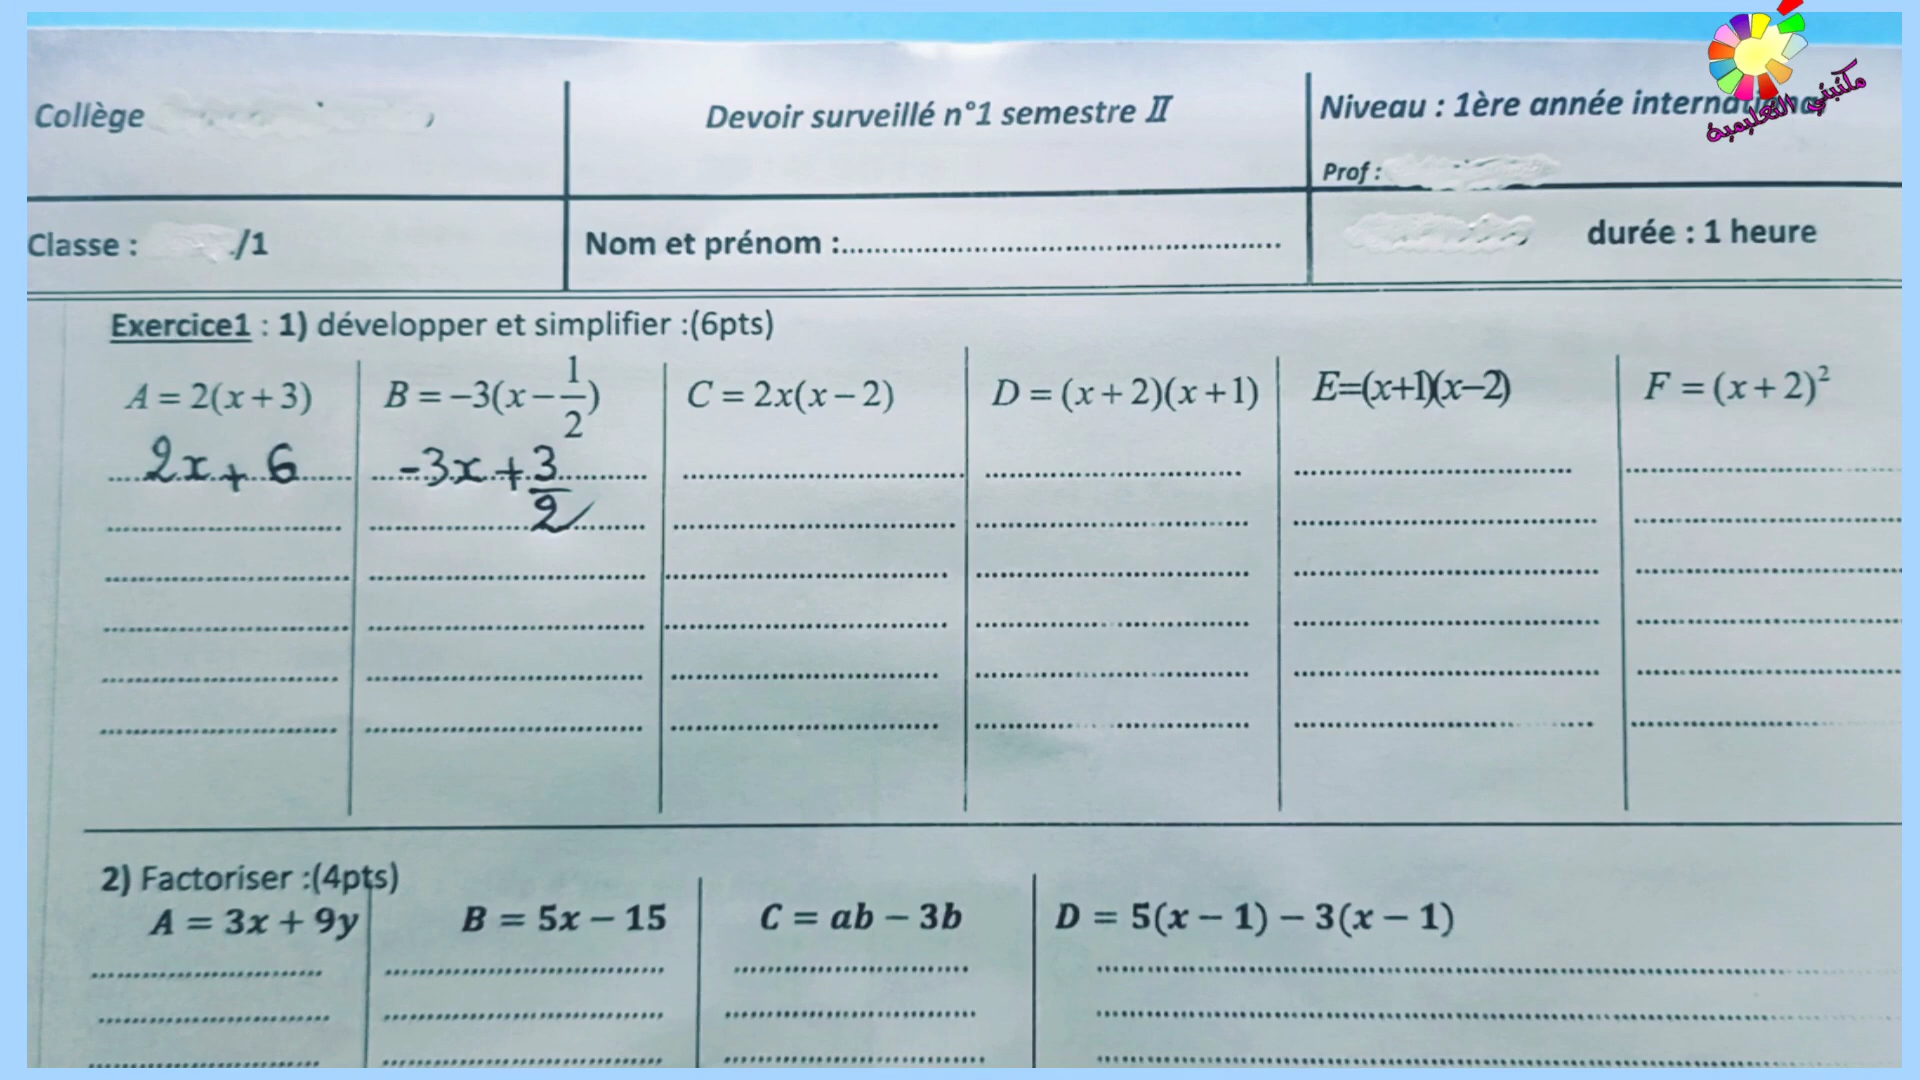 Collège
Devoir surveillé n°1 semestre II
Niveau : 1ère année international
مكتبتي التعليمية
Prof :
Classe : /1
Nom et prénom :............................................
durée : 1 heure
Exercice1 : 1) développer et simplifier :(6pts)
A = 2(x+3)
B = −3(x−1/2)
C = 2x(x−2)
D = (x+2)(x+1)
E=(x+1)(x−2)
F = (x+2)²
2x + 6
-3x + 3/2
2) Factoriser :(4pts)
A = 3x + 9y
B = 5x − 15
C = ab − 3b
D = 5(x − 1) − 3(x − 1)